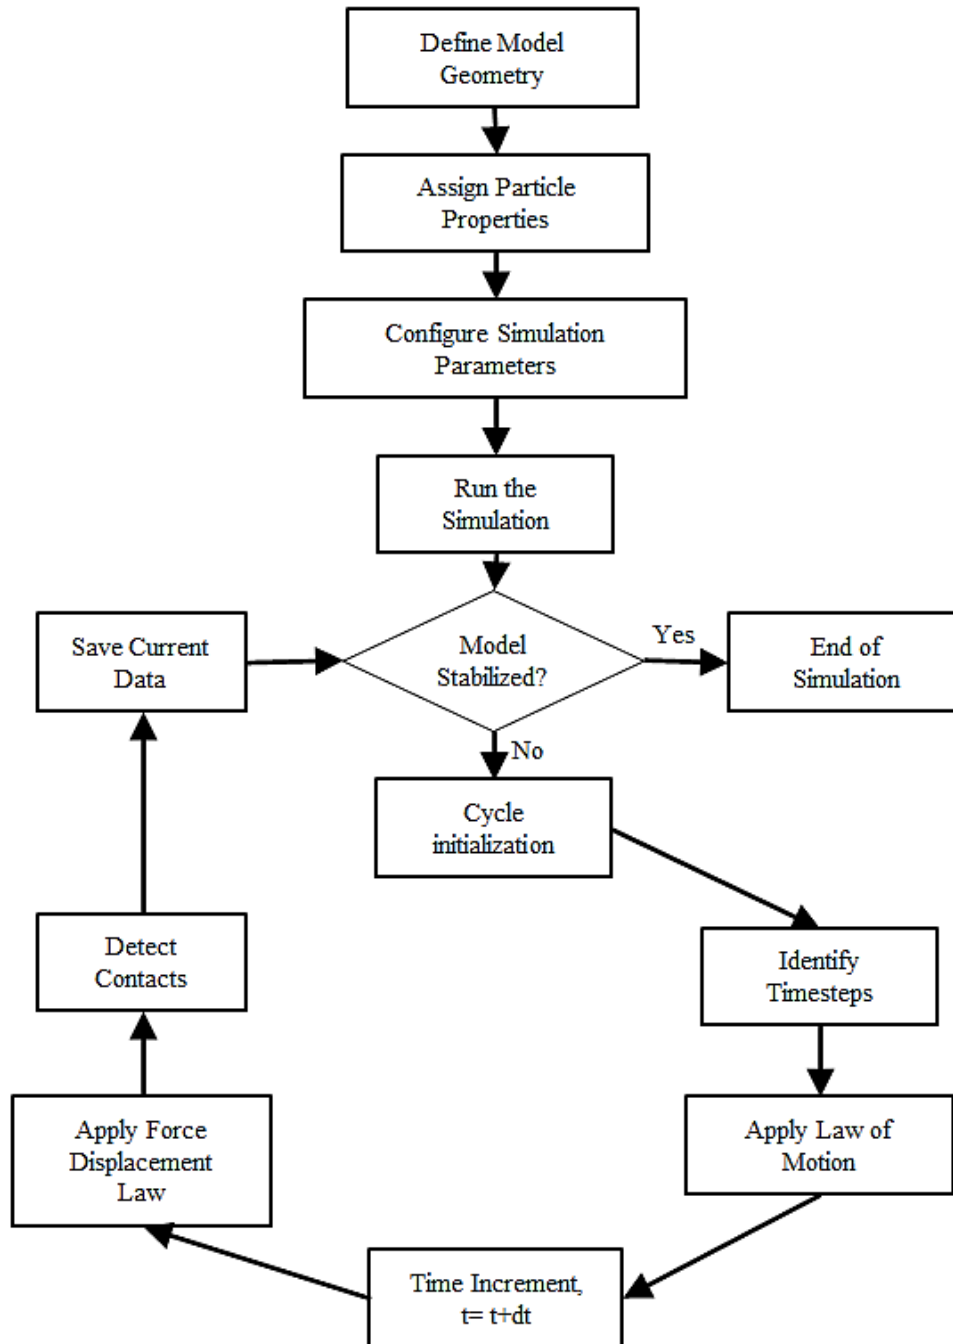 Define Model
Geometry
Assign Particle
Properties
Configure Simulation
Parameters
Run the
Simulation
Save Current
Data
Model
Stabilized?
Yes
End of
Simulation
No
Cycle
initialization
Identify
Timesteps
Detect
Contacts
Apply Law of
Motion
Apply Force
Displacement
Law
Time Increment,
t= t+dt